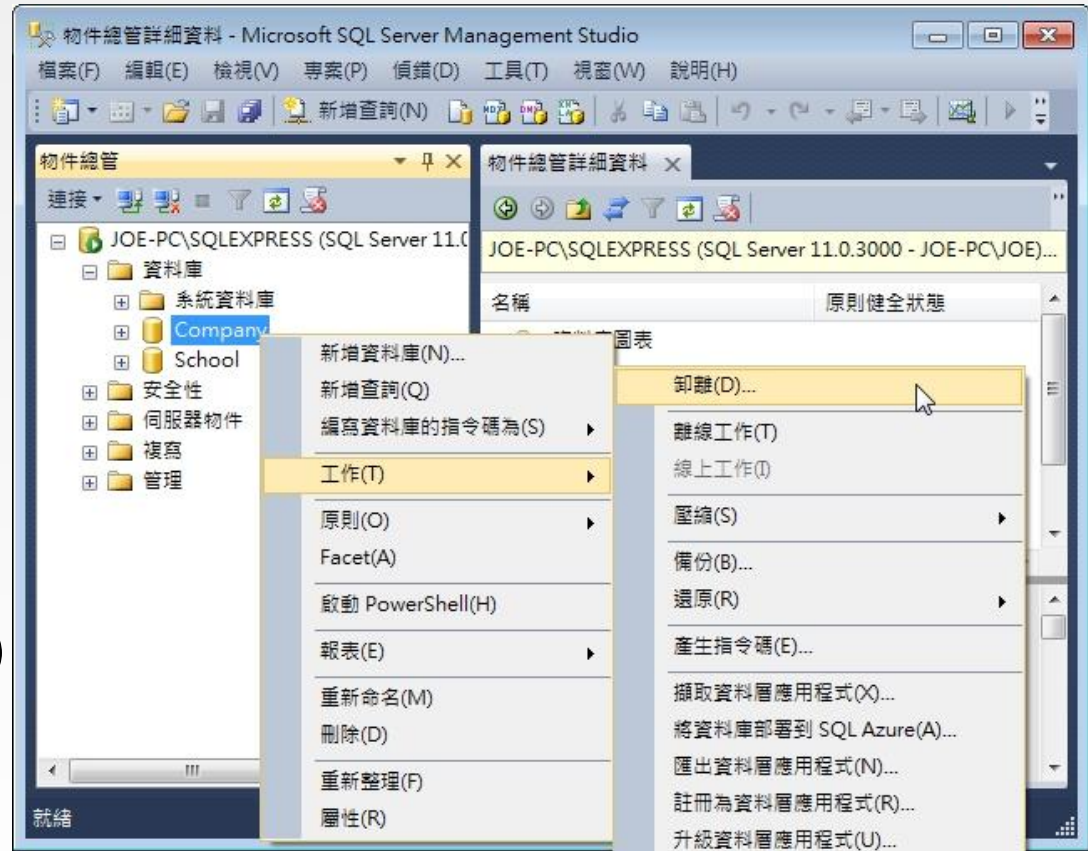 物件總管詳細資料 - Microsoft SQL Server Management Studio
檔案(F) 編輯(E) 檢視(V) 專案(P) 偵錯(D) 工具(T) 視窗(W) 說明(H)
新增查詢(N)
物件總管
連接
JOE-PC\SQLEXPRESS (SQL Server 11.0
資料庫
系統資料庫
Company
School
安全性
伺服器物件
複寫
管理
物件總管詳細資料
JOE-PC\SQLEXPRESS (SQL Server 11.0.3000 - JOE-PC\JOE)...
名稱 原則健全狀態
資料庫圖表
新增資料庫(N)...
新增查詢(Q)
編寫資料庫的指令碼為(S)
工作(T)
原則(O)
Facet(A)
啟動 PowerShell(H)
報表(E)
重新命名(M)
刪除(D)
重新整理(F)
屬性(R)
卸離(D)...
離線工作(T)
線上工作(I)
壓縮(S)
備份(B)...
還原(R)
產生指令碼(E)...
擷取資料層應用程式(X)...
將資料庫部署到 SQL Azure(A)...
匯出資料層應用程式(N)...
註冊為資料層應用程式(R)...
升級資料層應用程式(U)...
就緒